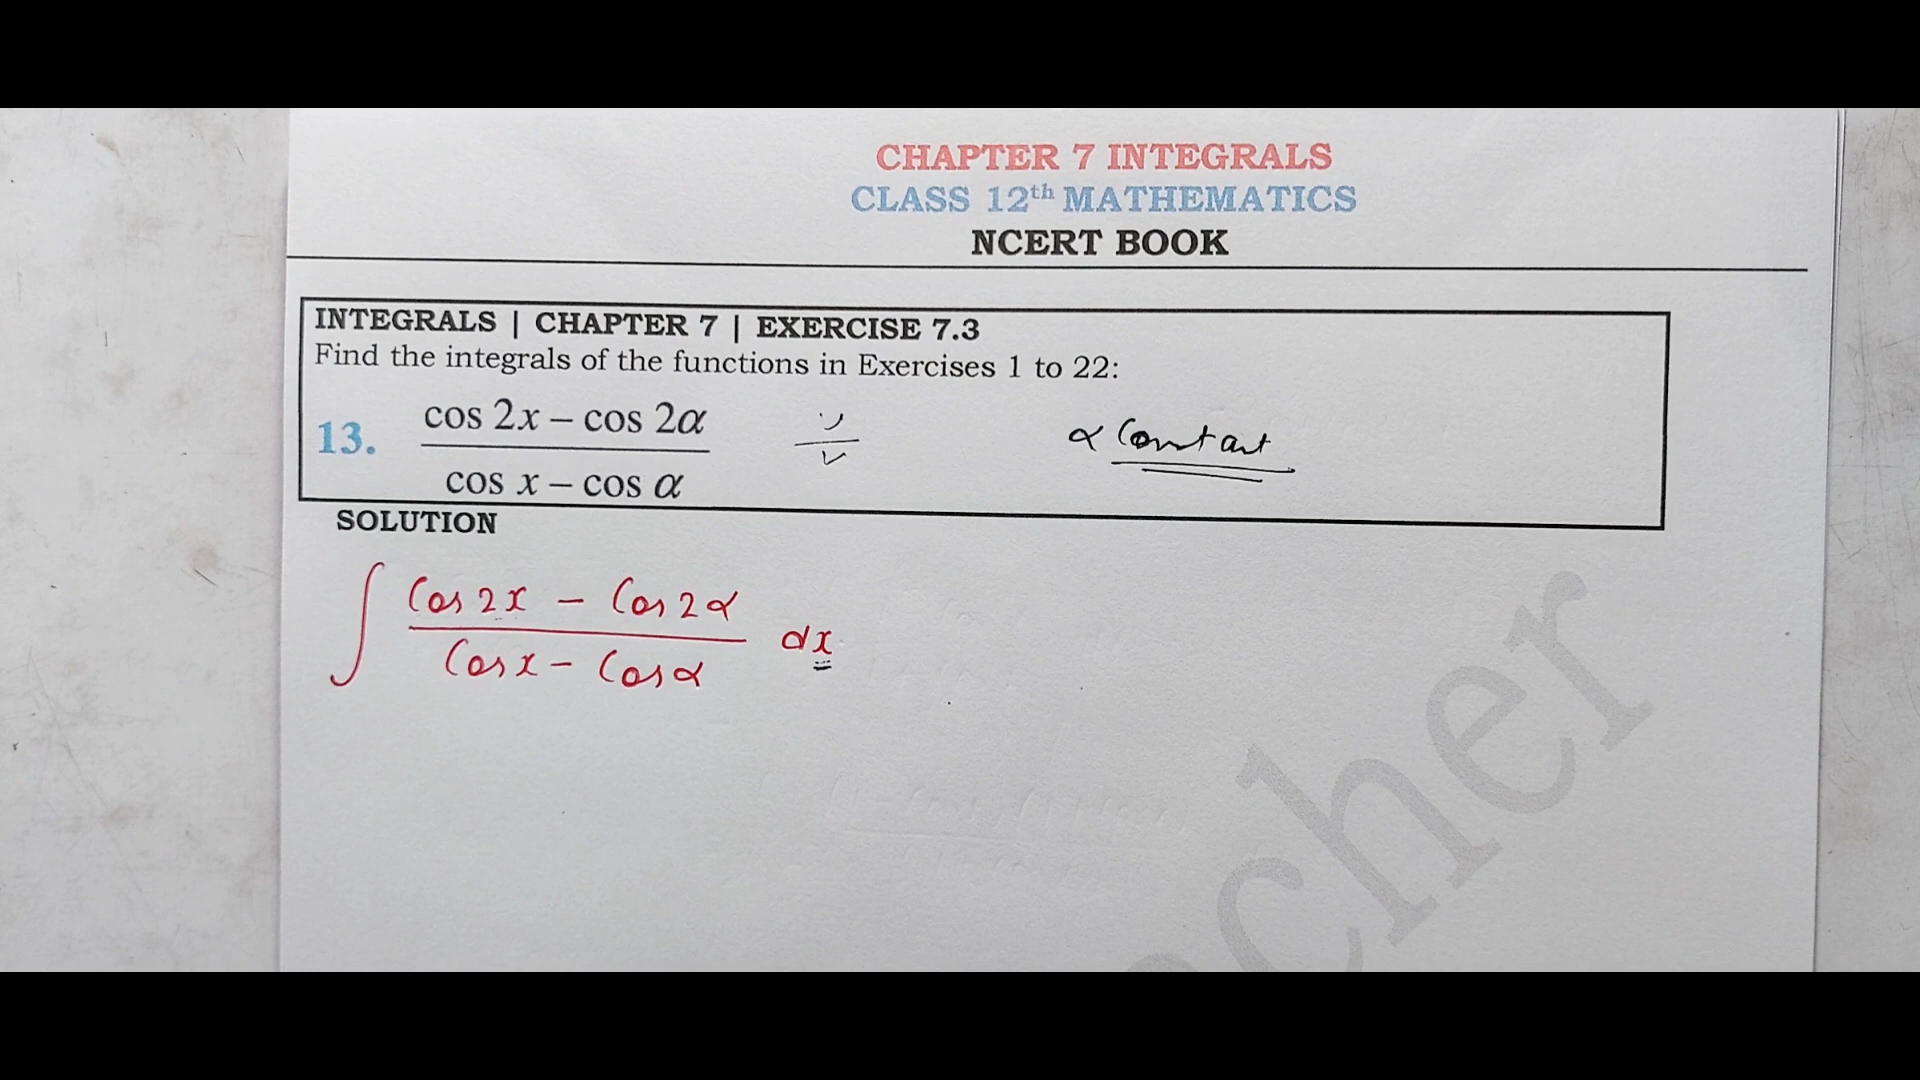 CHAPTER 7 INTEGRALS
CLASS 12th MATHEMATICS
NCERT BOOK
INTEGRALS | CHAPTER 7 | EXERCISE 7.3
Find the integrals of the functions in Exercises 1 to 22:
13. (cos 2x – cos 2α) / (cos x – cos α)
α Constant
SOLUTION
∫ (Cos 2x – Cos 2α) / (Cos x – Cos α) dx